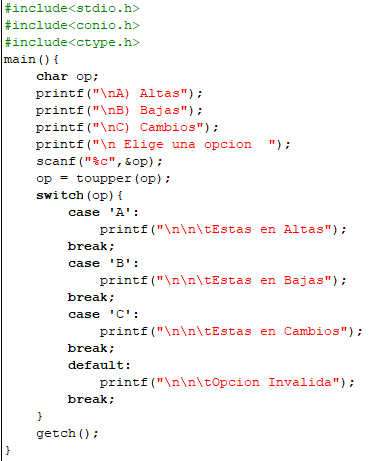 #include<stdio.h>
#include<conio.h>
#include<ctype.h>
main(){
    char op;
    printf("\nA) Altas");
    printf("\nB) Bajas");
    printf("\nC) Cambios");
    printf("\n Elige una opcion  ");
    scanf("%c",&op);
    op = toupper(op);
    switch(op){
        case 'A':
            printf("\n\n\tEstas en Altas");
        break;
        case 'B':
            printf("\n\n\tEstas en Bajas");
        break;
        case 'C':
            printf("\n\n\tEstas en Cambios");
        break;
        default:
            printf("\n\n\tOpcion Invalida");
        break;
    }
    getch();
}